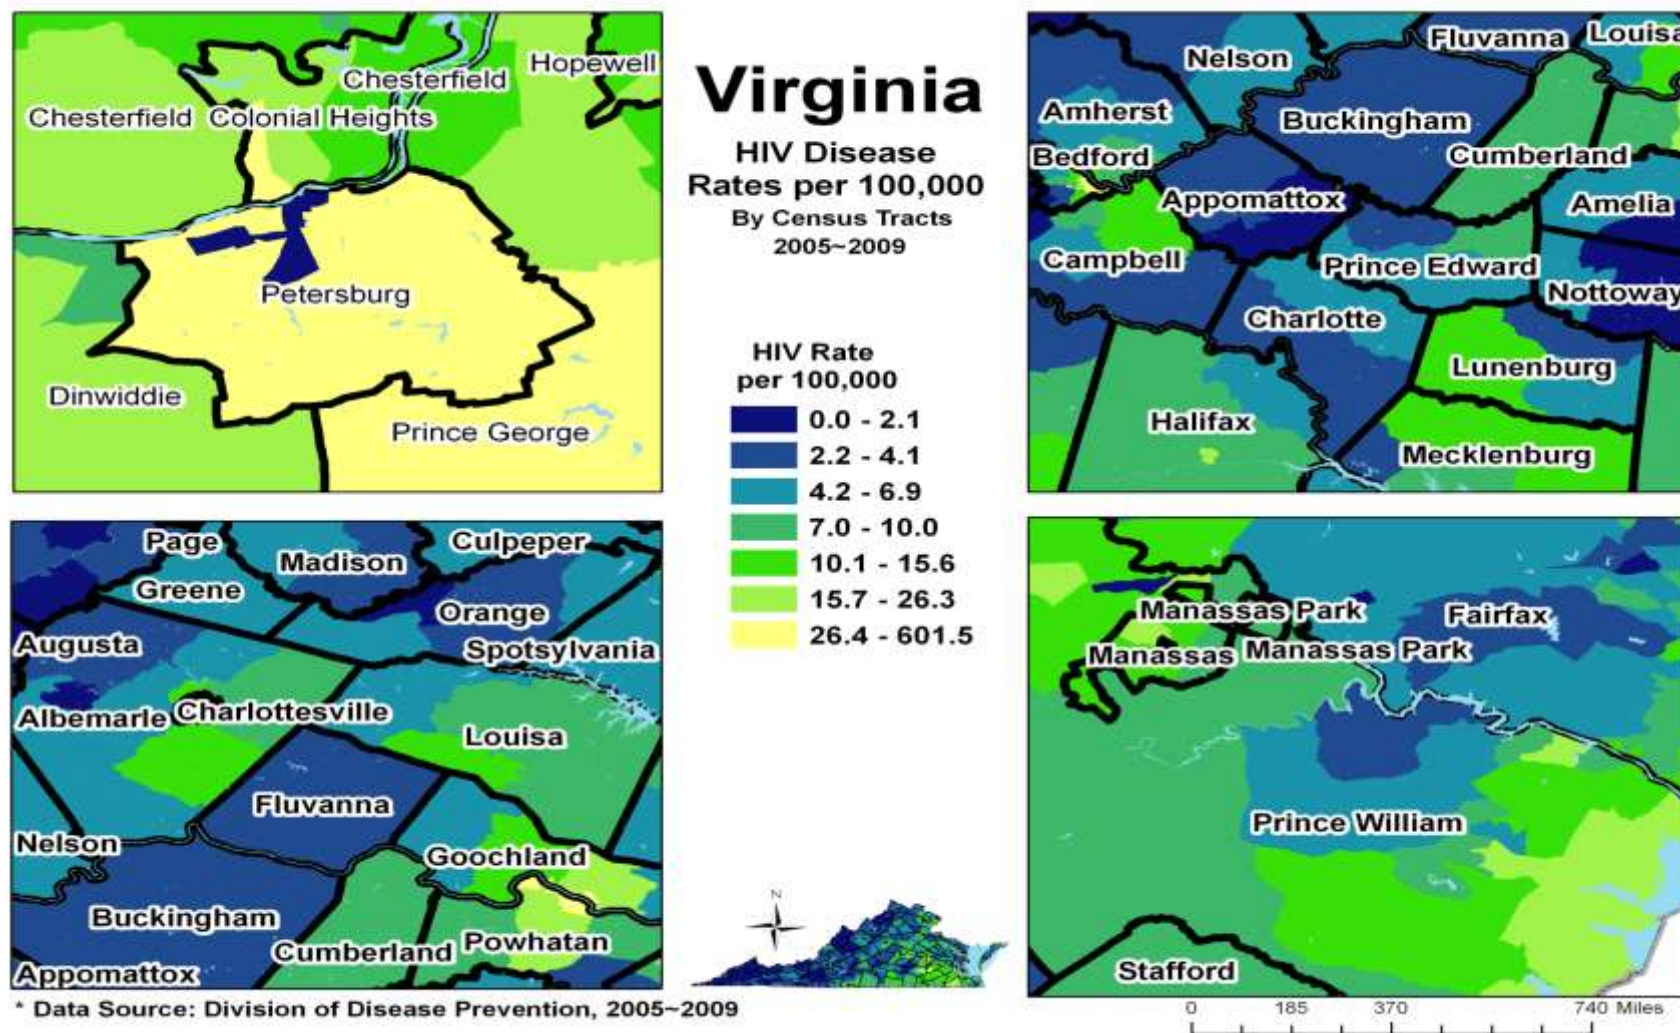 Virginia
HIV Disease
Rates per 100,000
By Census Tracts
2005~2009
HIV Rate
per 100,000
0.0 - 2.1
2.2 - 4.1
4.2 - 6.9
7.0 - 10.0
10.1 - 15.6
15.7 - 26.3
26.4 - 601.5
N
Hopewell
Chesterfield
Chesterfield
Colonial Heights
Petersburg
Dinwiddie
Prince George
Fluvanna
Louisa
Nelson
Amherst
Buckingham
Bedford
Cumberland
Appomattox
Amelia
Campbell
Prince Edward
Nottoway
Charlotte
Lunenburg
Halifax
Mecklenburg
Page
Culpeper
Madison
Greene
Orange
Augusta
Spotsylvania
Albemarle
Charlottesville
Louisa
Fluvanna
Nelson
Goochland
Buckingham
Powhatan
Cumberland
Appomattox
Manassas Park
Fairfax
Manassas
Manassas Park
Prince William
Stafford
* Data Source: Division of Disease Prevention, 2005~2009
0 185 370 740 Miles